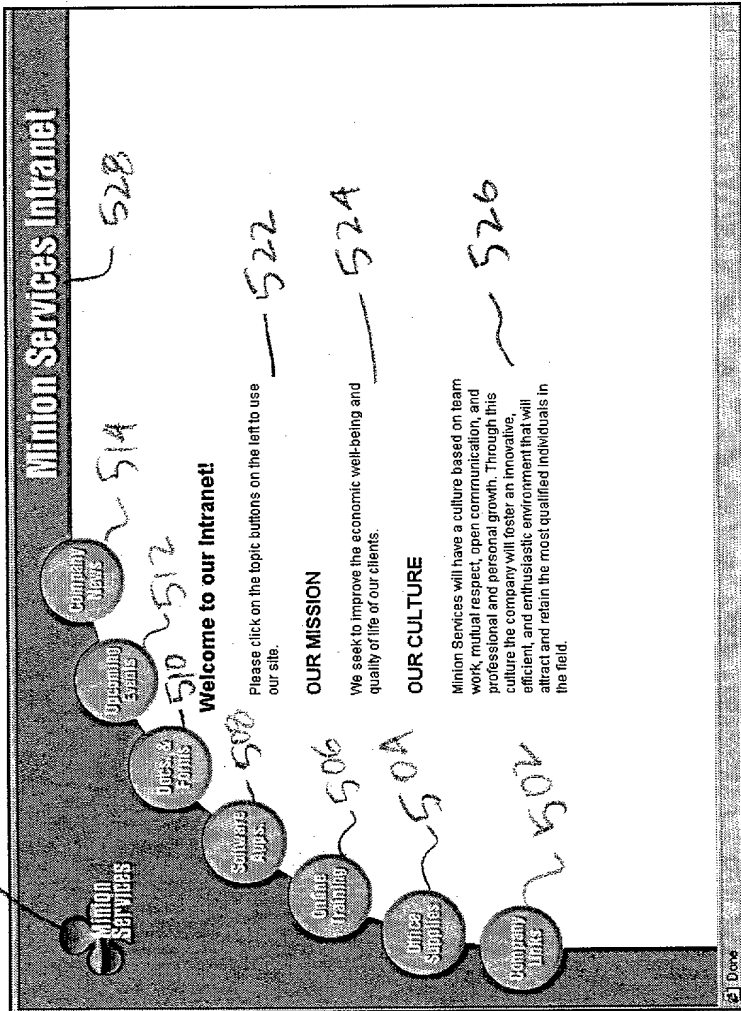 Minion Services Intranet
528
Minion
Services
Company
News
514
Upcoming
Events
512
Docs. &
Forms
510
Software
Apps.
508
Online
Training
506
Office
Supplies
504
Company
Links
502
Welcome to our Intranet!
Please click on the topic buttons on the left to use
our site.
522
OUR MISSION
We seek to improve the economic well-being and
quality of life of our clients.
524
OUR CULTURE
Minion Services will have a culture based on team
work, mutual respect, open communication, and
professional and personal growth. Through this
culture the company will foster an innovative,
efficient, and enthusiastic environment that will
attract and retain the most qualified individuals in
the field.
526
Done